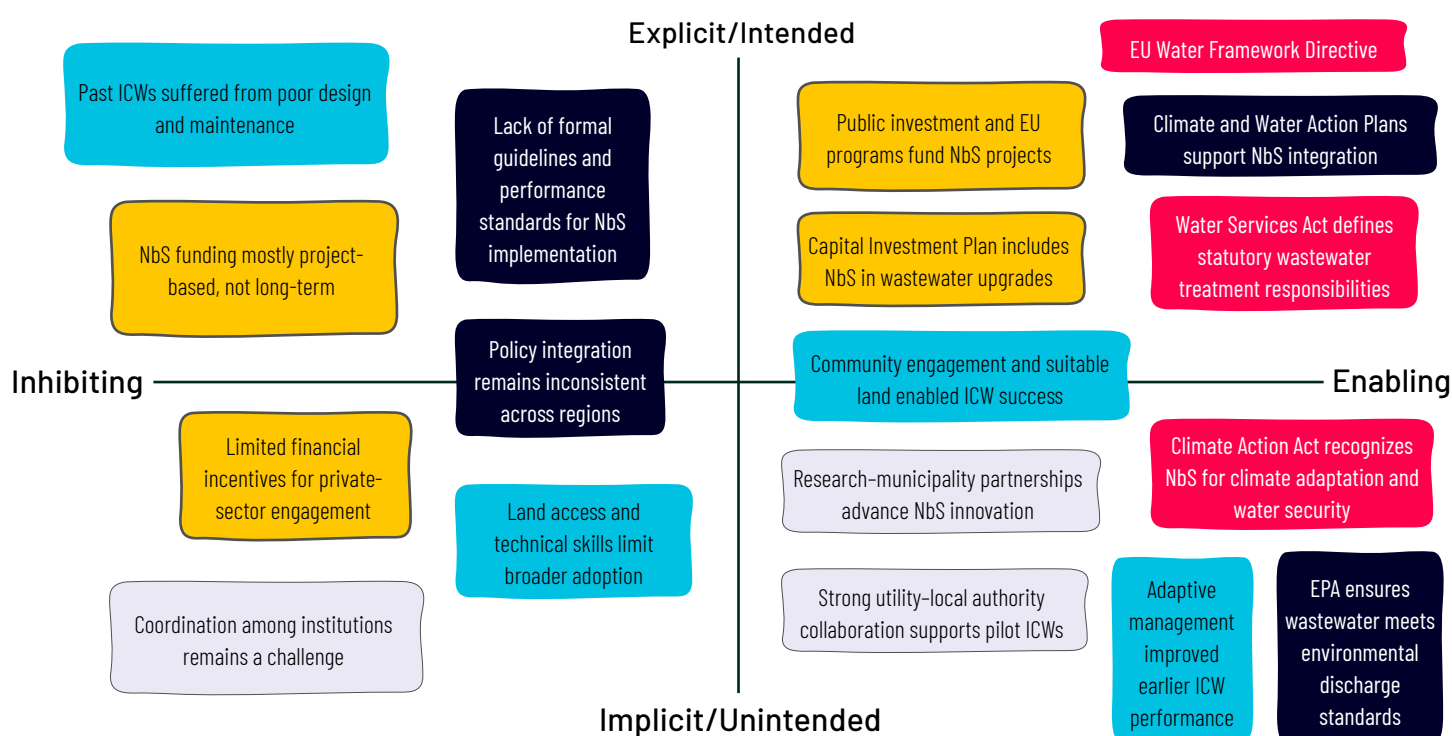 Explicit/Intended
EU Water Framework Directive
Past ICWs suffered from poor design
and maintenance
Lack of formal
guidelines and
performance
standards for NbS
implementation
Public investment and EU
programs fund NbS projects
Climate and Water Action Plans
support NbS integration
NbS funding mostly project-
based, not long-term
Capital Investment Plan includes
NbS in wastewater upgrades
Water Services Act defines
statutory wastewater
treatment responsibilities
Inhibiting
Policy integration
remains inconsistent
across regions
Community engagement and suitable
land enabled ICW success
Enabling
Limited financial
incentives for private-
sector engagement
Land access and
technical skills limit
broader adoption
Research–municipality partnerships
advance NbS innovation
Climate Action Act recognizes
NbS for climate adaptation and
water security
Coordination among institutions
remains a challenge
Strong utility–local authority
collaboration supports pilot ICWs
Adaptive
management
improved
earlier ICW
performance
EPA ensures
wastewater meets
environmental
discharge
standards
Implicit/Unintended